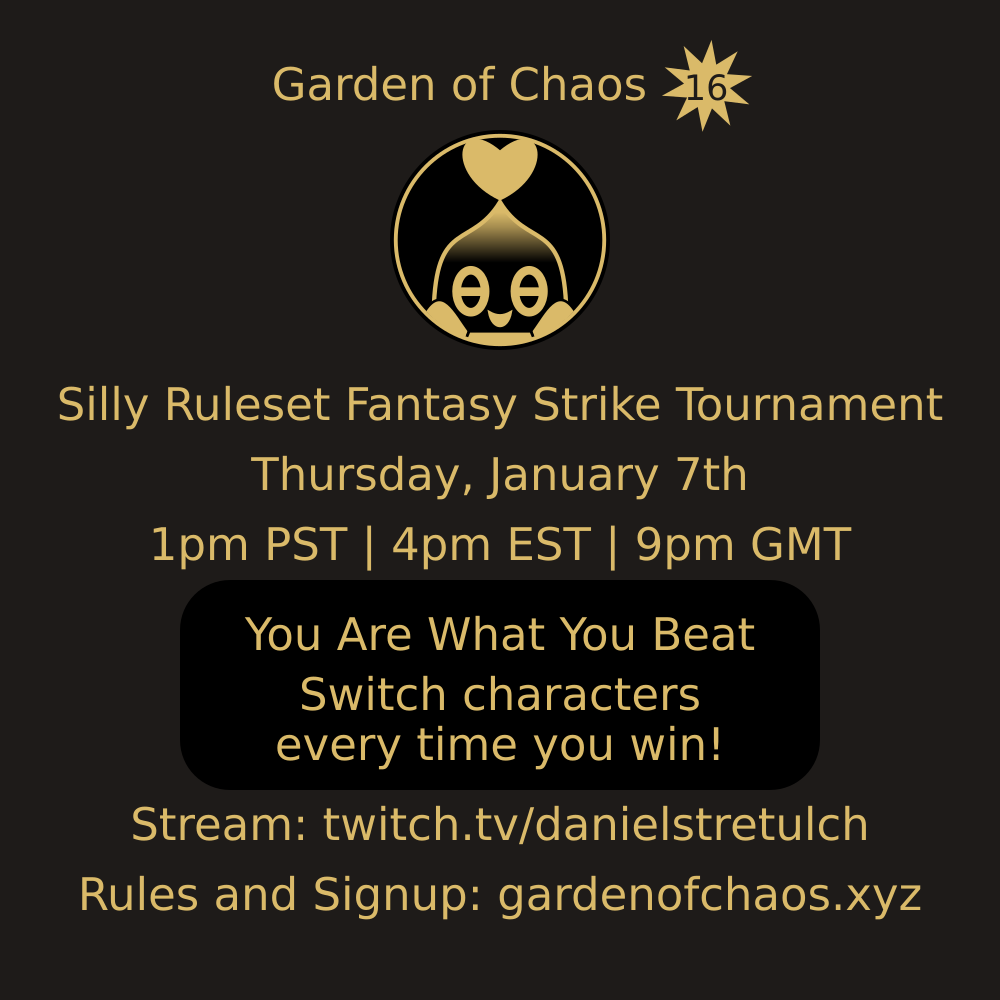 Garden of Chaos 16
Silly Ruleset Fantasy Strike Tournament
Thursday, January 7th
1pm PST | 4pm EST | 9pm GMT
You Are What You Beat
Switch characters
every time you win!
Stream: twitch.tv/danielstretulch
Rules and Signup: gardenofchaos.xyz